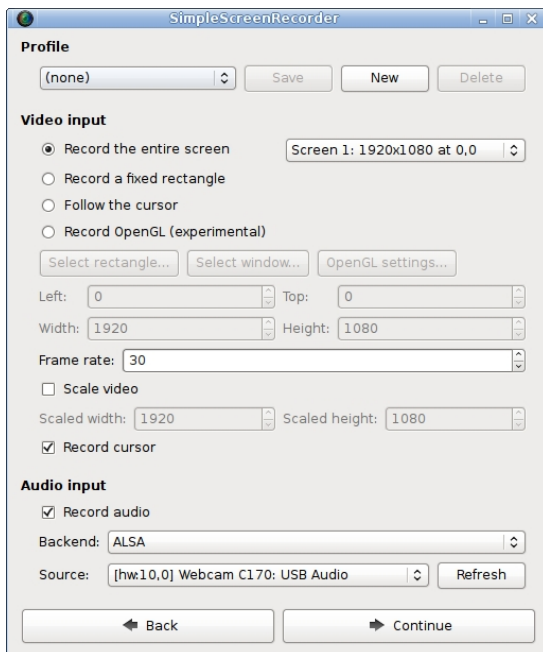 SimpleScreenRecorder
Profile
(none) Save New Delete
Video input
Record the entire screen Screen 1: 1920x1080 at 0,0
Record a fixed rectangle
Follow the cursor
Record OpenGL (experimental)
Select rectangle... Select window... OpenGL settings...
Left: 0 Top: 0
Width: 1920 Height: 1080
Frame rate: 30
Scale video
Scaled width: 1920 Scaled height: 1080
Record cursor
Audio input
Record audio
Backend: ALSA
Source: [hw:10,0] Webcam C170: USB Audio Refresh
Back Continue